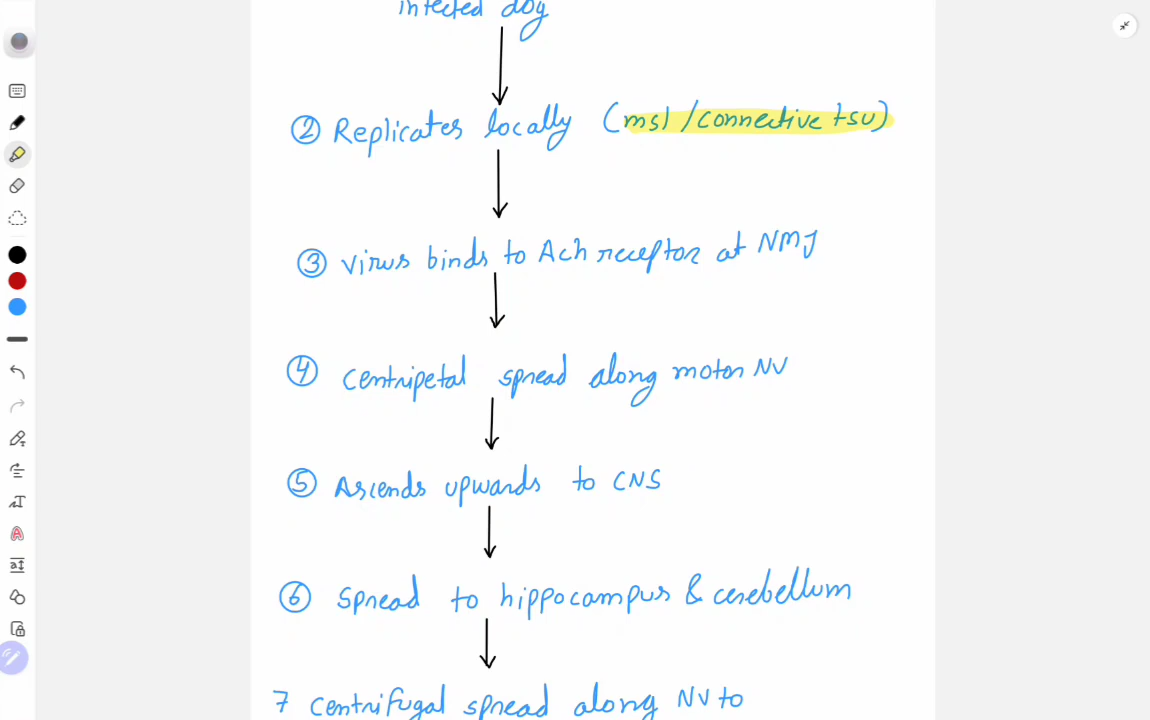 infected dog
② Replicates locally (msl/connective tsu)
③ virus binds to Ach receptor at NMJ
④ centripetal spread along motor NV
⑤ Ascends upwards to CNS
⑥ spread to hippocampus & cerebellum
7 centrifugal spread along NV to